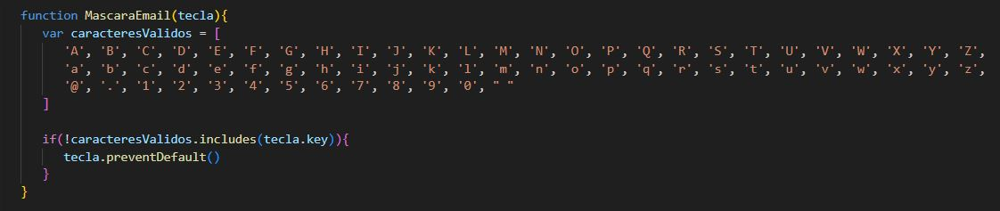 function MascaraEmail(tecla){
var caracteresValidos = [
'A', 'B', 'C', 'D', 'E', 'F', 'G', 'H', 'I', 'J', 'K', 'L', 'M', 'N', 'O', 'P', 'Q', 'R', 'S', 'T', 'U', 'V', 'W', 'X', 'Y', 'Z',
'a', 'b', 'c', 'd', 'e', 'f', 'g', 'h', 'i', 'j', 'k', 'l', 'm', 'n', 'o', 'p', 'q', 'r', 's', 't', 'u', 'v', 'w', 'x', 'y', 'z',
'@', '.', '1', '2', '3', '4', '5', '6', '7', '8', '9', '0', " "
]
if(!caracteresValidos.includes(tecla.key)){
tecla.preventDefault()
}
}